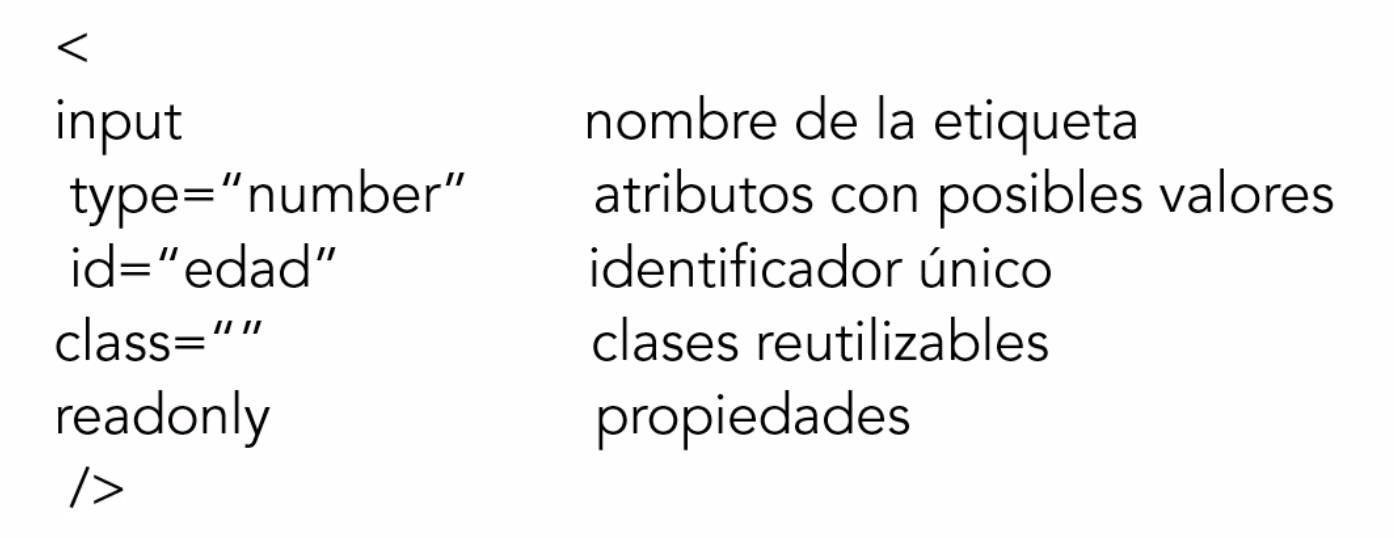 <
input nombre de la etiqueta
type=“number” atributos con posibles valores
id=“edad” identificador único
class=“” clases reutilizables
readonly propiedades
/>